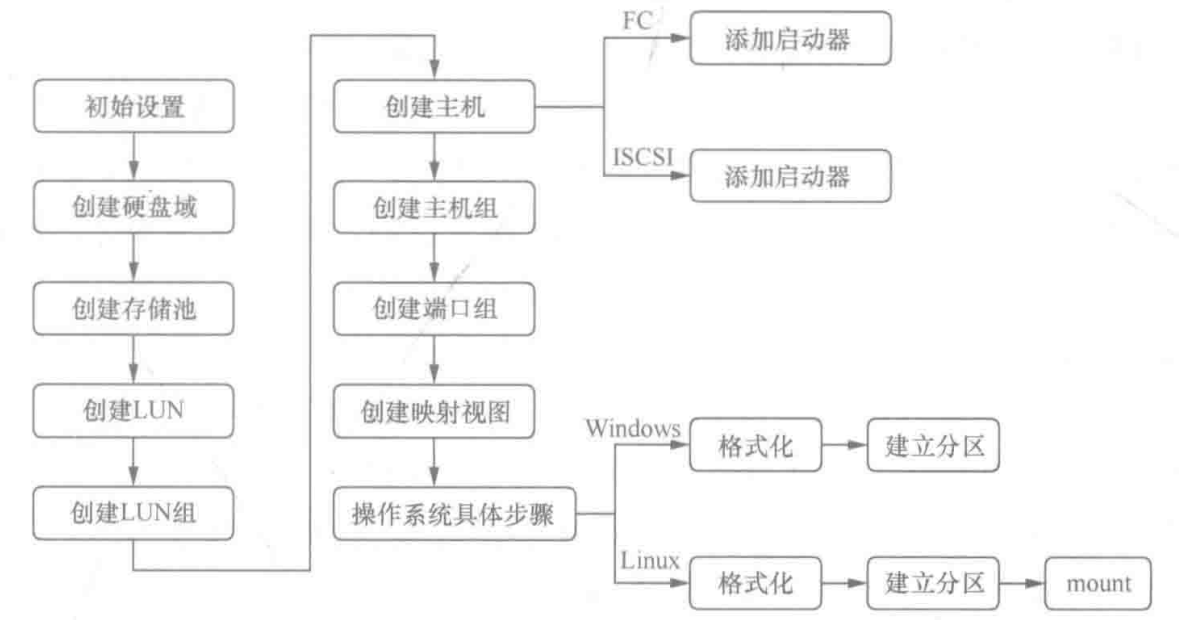 初始设置
创建硬盘域
创建存储池
创建LUN
创建LUN组
创建主机
FC
添加启动器
ISCSI
添加启动器
创建主机组
创建端口组
创建映射视图
操作系统具体步骤
Windows
格式化
建立分区
Linux
格式化
建立分区
mount